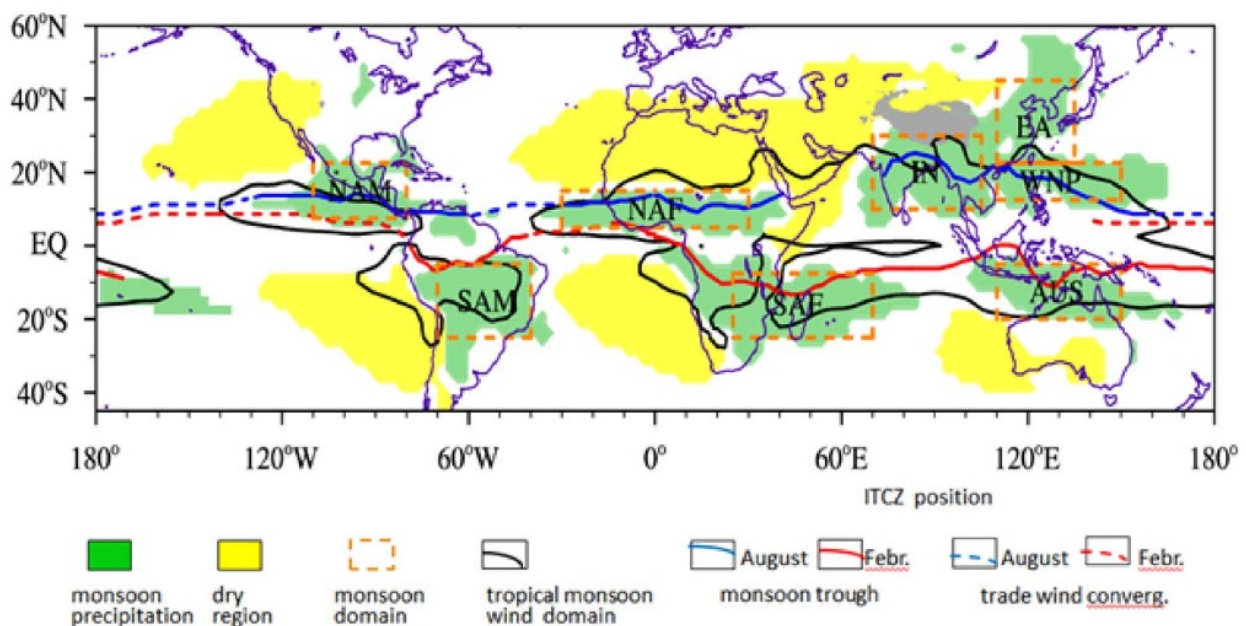 60°N
40°N
20°N
EQ
20°S
40°S
NAM
NAF
IN
EA
WNP
SAM
SAF
AUS
180° 120°W 60°W 0° 60°E 120°E 180°
ITCZ position
August Febr. August Febr.
monsoon precipitation
dry region
monsoon domain
tropical monsoon wind domain
monsoon trough
trade wind converg.